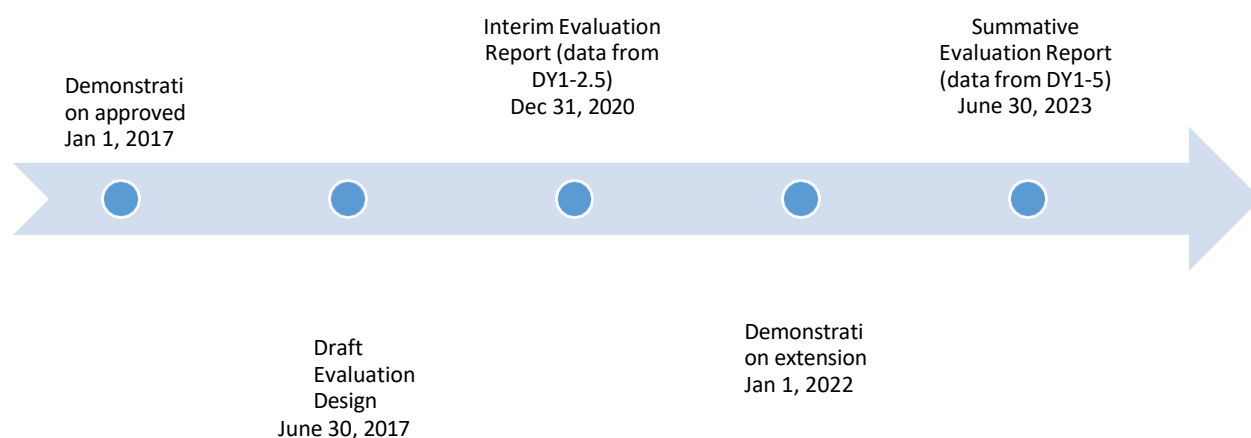 Demonstrati
on approved
Jan 1, 2017
Interim Evaluation
Report (data from
DY1-2.5)
Dec 31, 2020
Summative
Evaluation Report
(data from DY1-5)
June 30, 2023
Draft
Evaluation
Design
June 30, 2017
Demonstrati
on extension
Jan 1, 2022